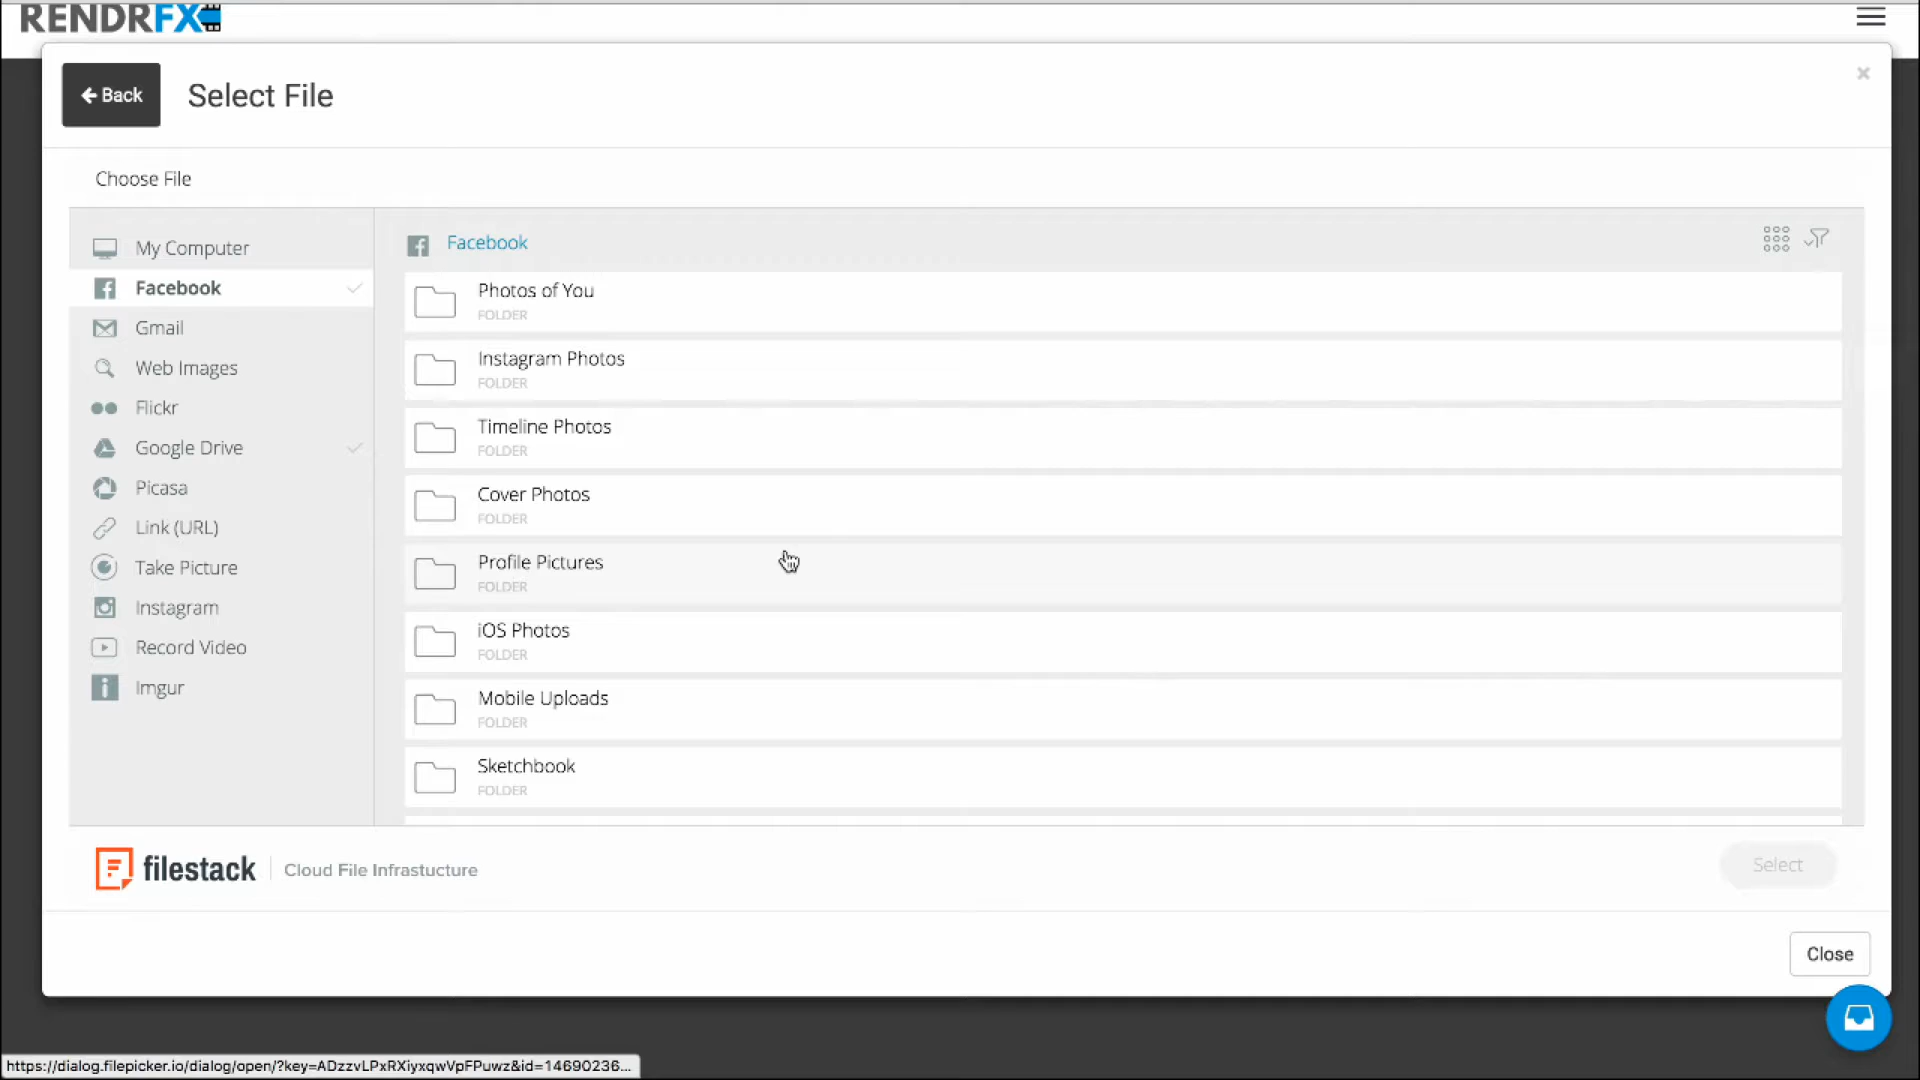 RENDRFX
← Back
Select File
×
Choose File
My Computer
Facebook
Gmail
Web Images
Flickr
Google Drive
Picasa
Link (URL)
Take Picture
Instagram
Record Video
Imgur
Facebook
Photos of You
FOLDER
Instagram Photos
FOLDER
Timeline Photos
FOLDER
Cover Photos
FOLDER
Profile Pictures
FOLDER
iOS Photos
FOLDER
Mobile Uploads
FOLDER
Sketchbook
FOLDER
filestack
Cloud File Infrastucture
Select
Close
https://dialog.filepicker.io/dialog/open/?key=ADzzvLPxRXiyxqwVpFPuwz&id=14690236...